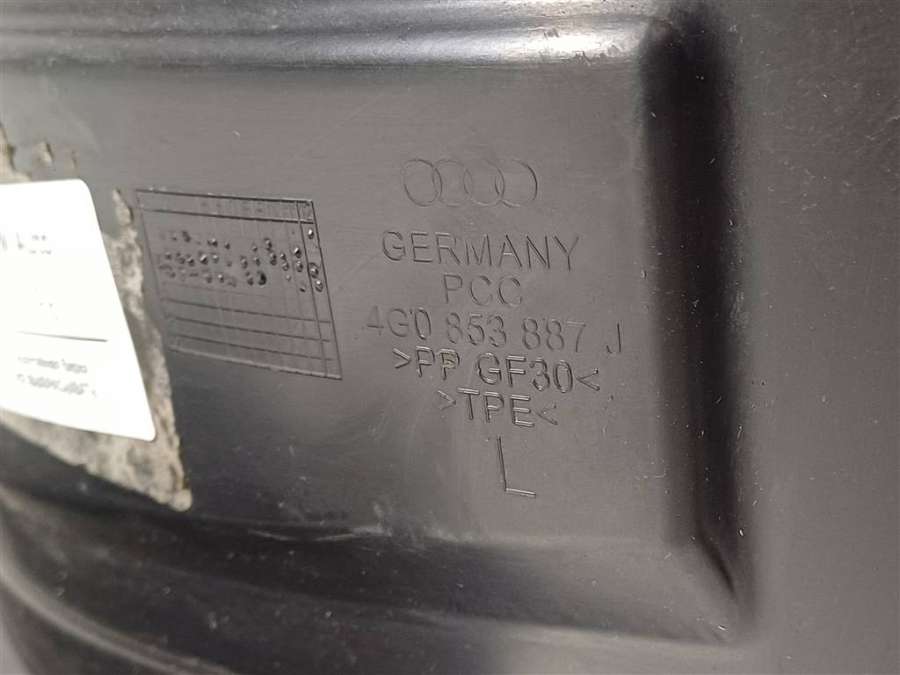 GERMANY
PCC
4G0 853 887 J
>PP GF30<
>TPE<
L